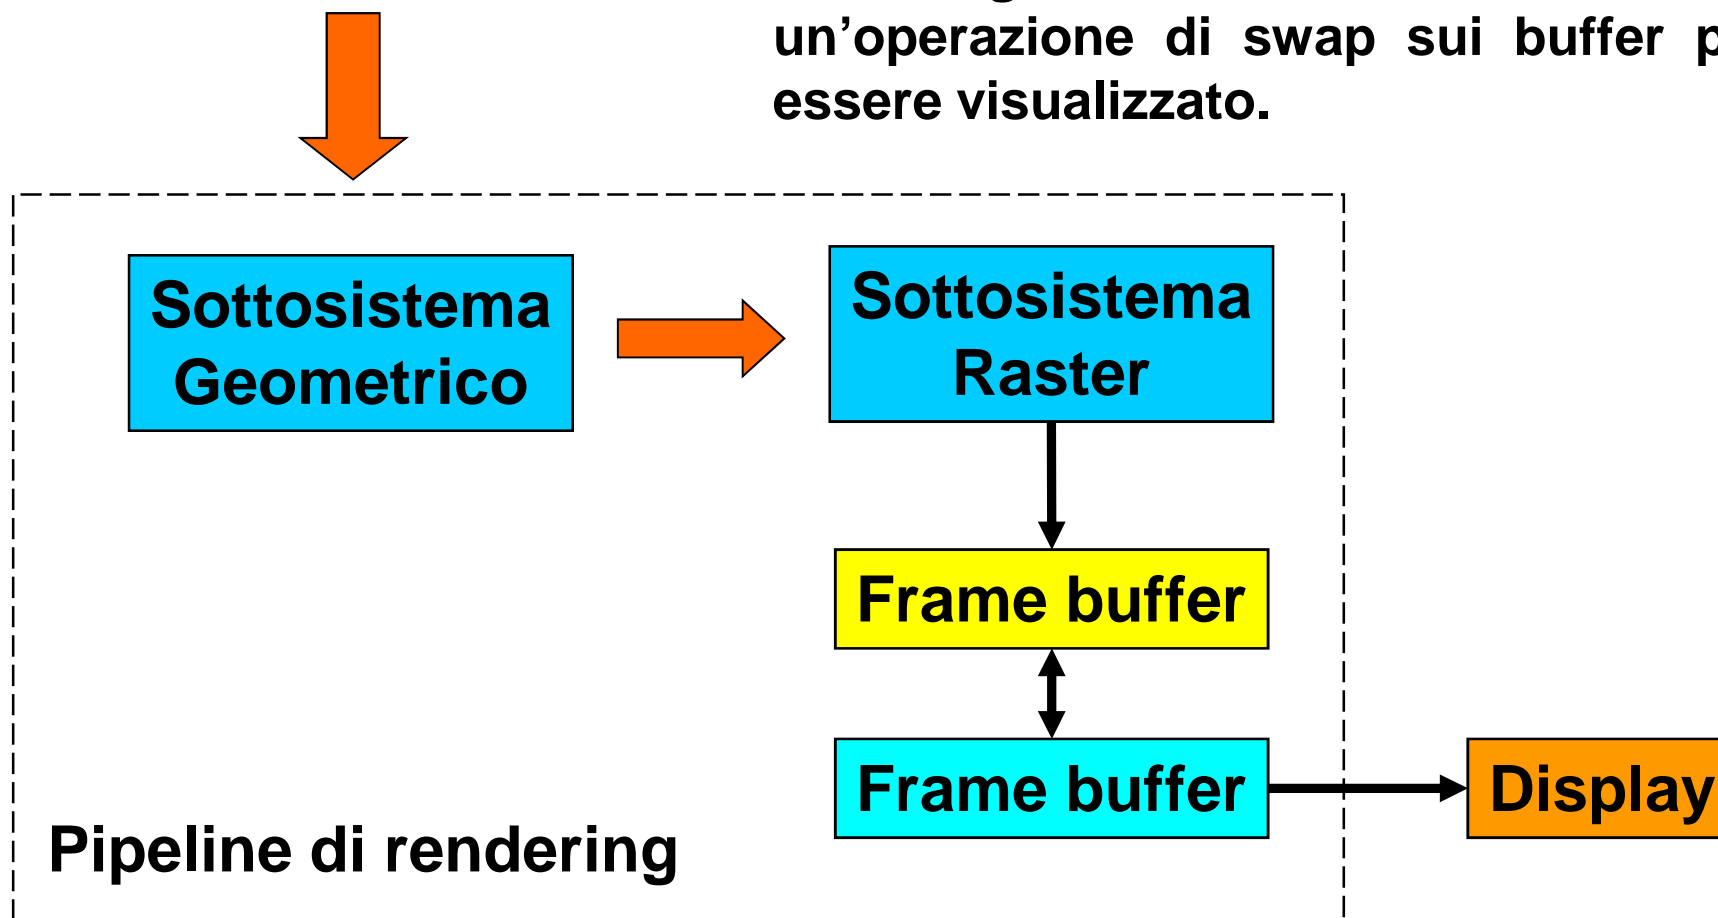 un’operazione di swap sui buffer
essere visualizzato.
Sottosistema
Geometrico
Sottosistema
Raster
Frame buffer
Frame buffer
Display
Pipeline di rendering